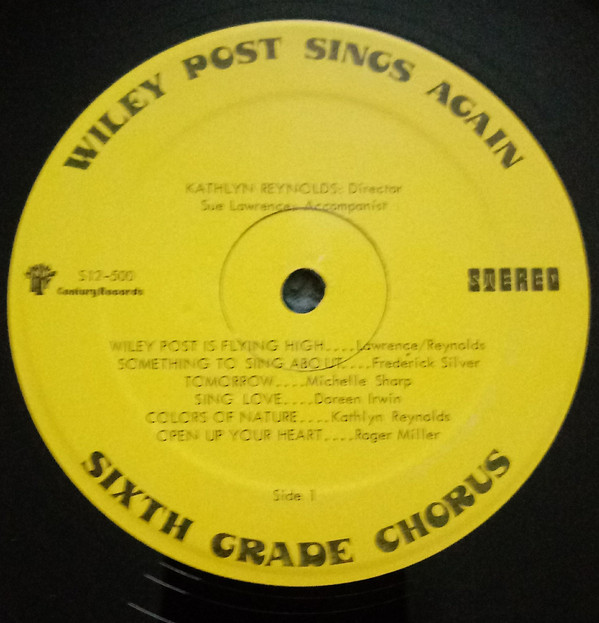 WILEY POST SINGS AGAIN
KATHLYN REYNOLDS: Director
Sue Lawrence: Accompanist
S12-500
Century Records
STEREO
WILEY POST IS FLYING HIGH....Lawrence/Reynolds
SOMETHING TO SING ABOUT....Frederick Silver
TOMORROW....Michelle Sharp
SING LOVE....Doreen Irwin
COLORS OF NATURE....Kathlyn Reynolds
OPEN UP YOUR HEART....Roger Miller
Side 1
SIXTH GRADE CHORUS